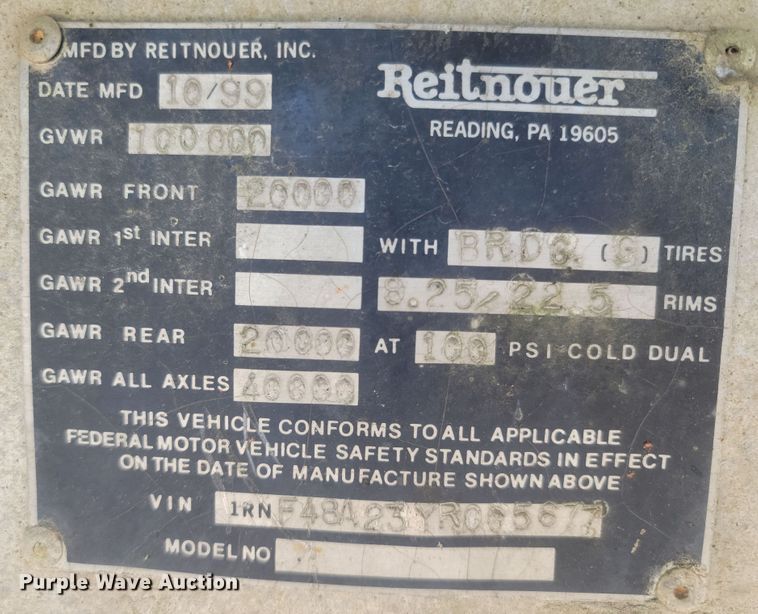 MFD BY REITNOUER, INC.
DATE MFD 10/99
Reitnouer
GVWR 100000
READING, PA 19605
GAWR FRONT 20000
GAWR 1st INTER WITH BRDG. (S) TIRES
GAWR 2nd INTER 8.25/22.5 RIMS
GAWR REAR 20000 AT 100 PSI COLD DUAL
GAWR ALL AXLES 40000
THIS VEHICLE CONFORMS TO ALL APPLICABLE
FEDERAL MOTOR VEHICLE SAFETY STANDARDS IN EFFECT
ON THE DATE OF MANUFACTURE SHOWN ABOVE
VIN 1RNF48A23YR005677
MODEL NO
Purple Wave Auction